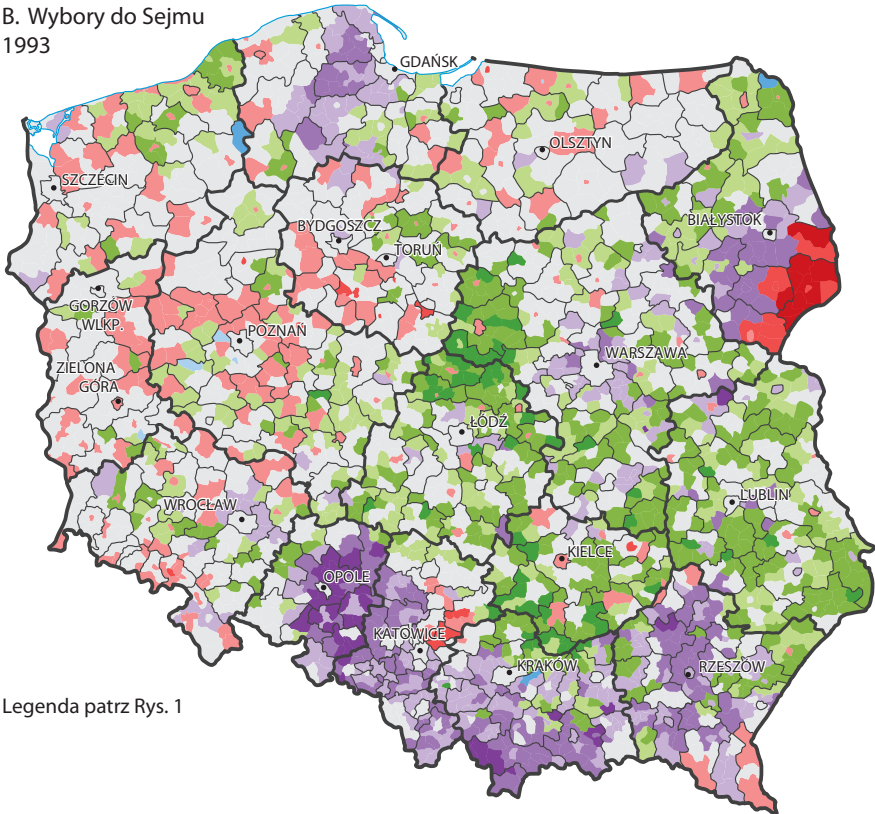 B. Wybory do Sejmu
1993
GDAŃSK
OLSZTYN
SZCZECIN
BIAŁYSTOK
BYDGOSZCZ
TORUŃ
GORZÓW
WLKP.
POZNAŃ
WARSZAWA
ZIELONA
GÓRA
ŁÓDŹ
LUBLIN
WROCŁAW
KIELCE
OPOLE
KATOWICE
KRAKÓW
RZESZÓW
Legenda patrz Rys. 1